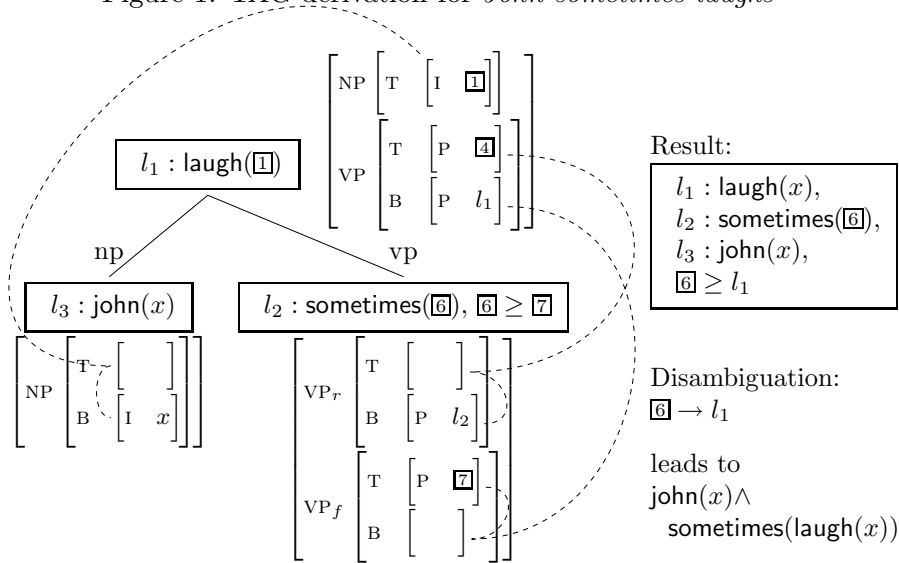 Figure 1: TAG derivation for John sometimes laughs
NP T I 1
VP T P 4
B P l₁
l₁ : laugh(1)
np vp
l₃ : john(x)
l₂ : sometimes(6), 6 ≥ 7
NP T
B I x
VPᵣ T
B P l₂
VP_f T P 7
B
Result:
l₁ : laugh(x),
l₂ : sometimes(6),
l₃ : john(x),
6 ≥ l₁
Disambiguation:
6 → l₁
leads to
john(x)∧
sometimes(laugh(x))